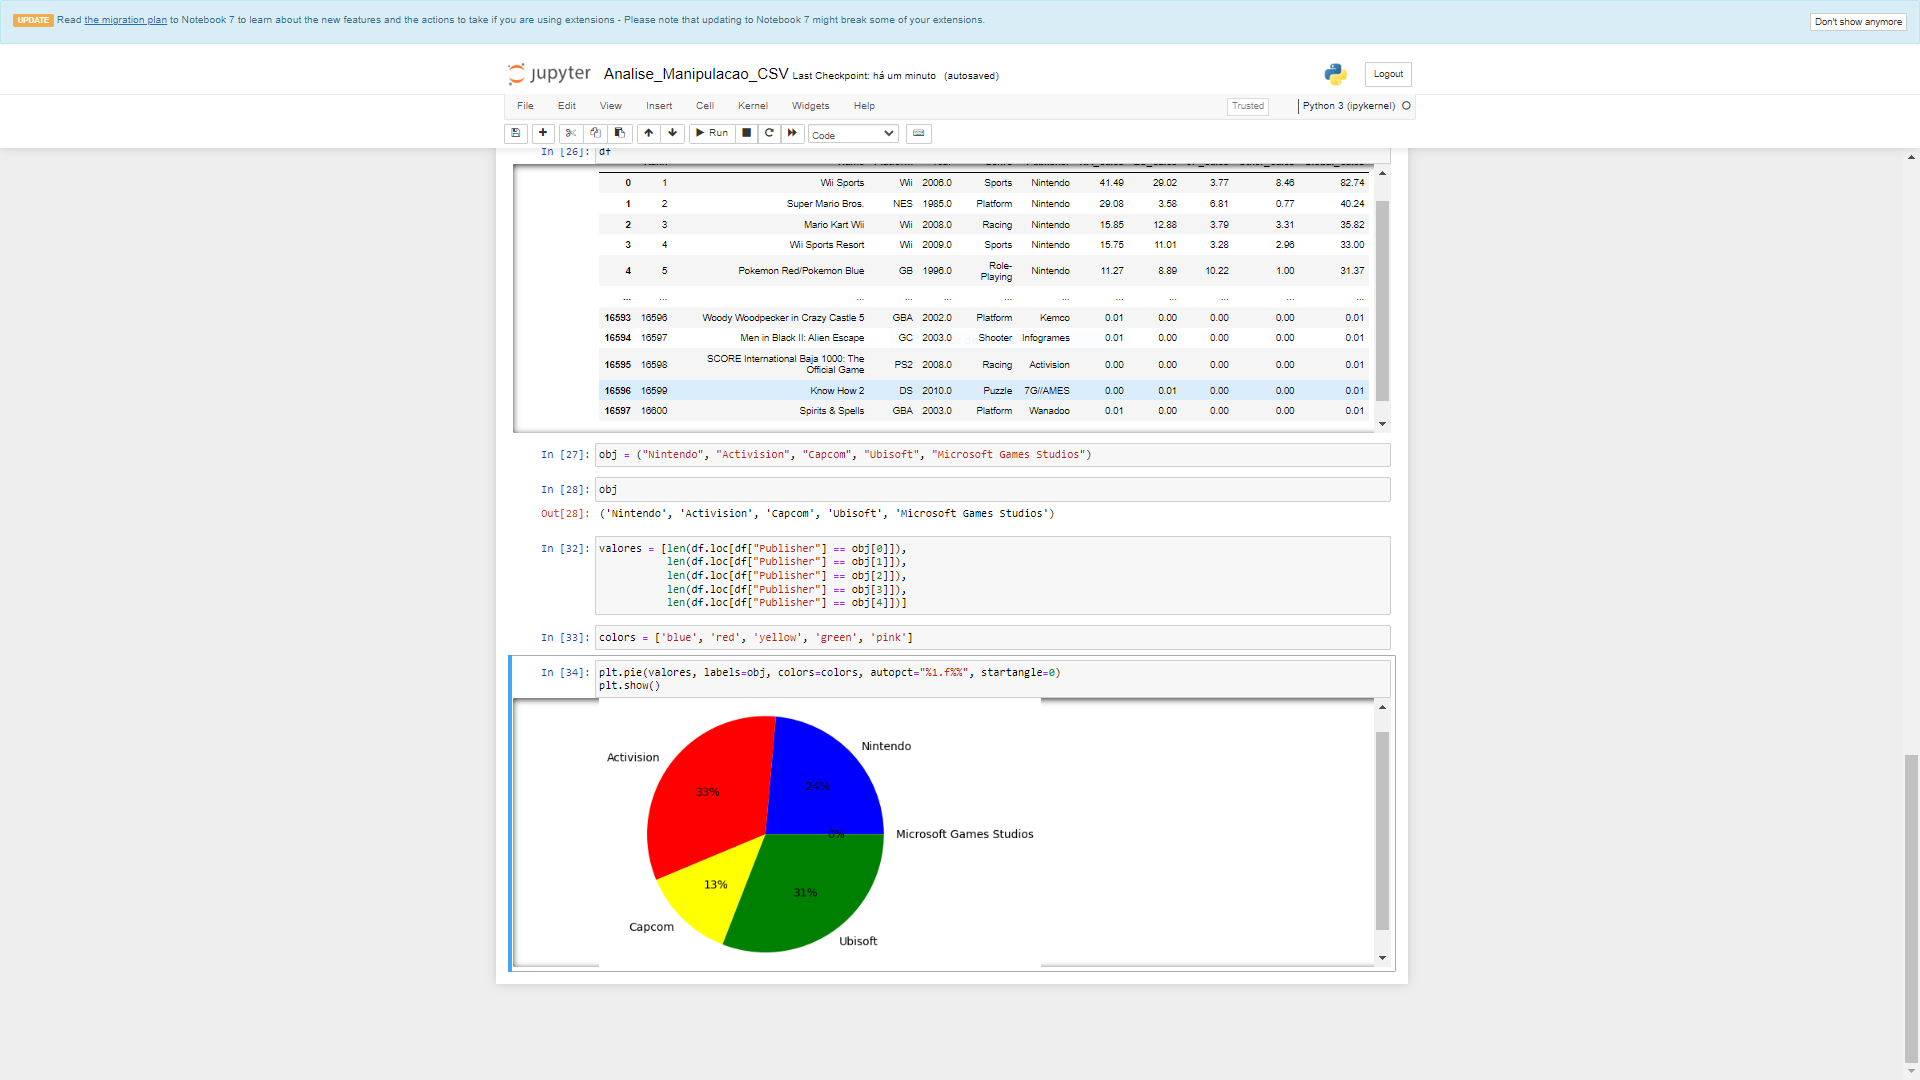 UPDATE Read the migration plan to Notebook 7 to learn about the new features and the actions to take if you are using extensions - Please note that updating to Notebook 7 might break some of your extensions.
Don't show anymore
jupyter Analise_Manipulacao_CSV Last Checkpoint: há um minuto (autosaved)
Logout
File Edit View Insert Cell Kernel Widgets Help
Trusted Python 3 (ipykernel)
Run Code
In [26]: df
0 1 Wii Sports Wii 2006.0 Sports Nintendo 41.49 29.02 3.77 8.46 82.74
1 2 Super Mario Bros. NES 1985.0 Platform Nintendo 29.08 3.58 6.81 0.77 40.24
2 3 Mario Kart Wii Wii 2008.0 Racing Nintendo 15.85 12.88 3.79 3.31 35.82
3 4 Wii Sports Resort Wii 2009.0 Sports Nintendo 15.75 11.01 3.28 2.96 33.00
4 5 Pokemon Red/Pokemon Blue GB 1996.0 Role-Playing Nintendo 11.27 8.89 10.22 1.00 31.37
... ... ... ... ... ... ... ... ... ... ... ...
16593 16596 Woody Woodpecker in Crazy Castle 5 GBA 2002.0 Platform Kemco 0.01 0.00 0.00 0.00 0.01
16594 16597 Men in Black II: Alien Escape GC 2003.0 Shooter Infogrames 0.01 0.00 0.00 0.00 0.01
16595 16598 SCORE International Baja 1000: The Official Game PS2 2008.0 Racing Activision 0.00 0.00 0.00 0.00 0.01
16596 16599 Know How 2 DS 2010.0 Puzzle 7G//AMES 0.00 0.01 0.00 0.00 0.01
16597 16600 Spirits & Spells GBA 2003.0 Platform Wanadoo 0.01 0.00 0.00 0.00 0.01
In [27]: obj = ("Nintendo", "Activision", "Capcom", "Ubisoft", "Microsoft Games Studios")
In [28]: obj
Out[28]: ('Nintendo', 'Activision', 'Capcom', 'Ubisoft', 'Microsoft Games Studios')
In [32]: valores = [len(df.loc[df["Publisher"] == obj[0]]),
len(df.loc[df["Publisher"] == obj[1]]),
len(df.loc[df["Publisher"] == obj[2]]),
len(df.loc[df["Publisher"] == obj[3]]),
len(df.loc[df["Publisher"] == obj[4]])]
In [33]: colors = ['blue', 'red', 'yellow', 'green', 'pink']
In [34]: plt.pie(valores, labels=obj, colors=colors, autopct="%1.f%%", startangle=0)
plt.show()
Nintendo
Activision
24%
33%
0% Microsoft Games Studios
13%
31%
Capcom
Ubisoft